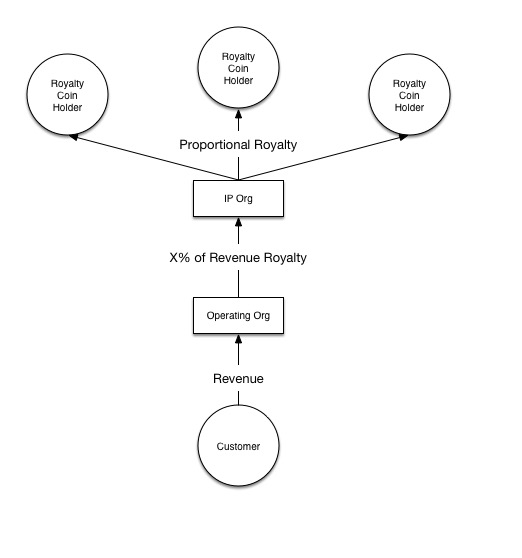 Royalty
Coin
Holder
Royalty
Coin
Holder
Royalty
Coin
Holder
Proportional Royalty
IP Org
X% of Revenue Royalty
Operating Org
Revenue
Customer